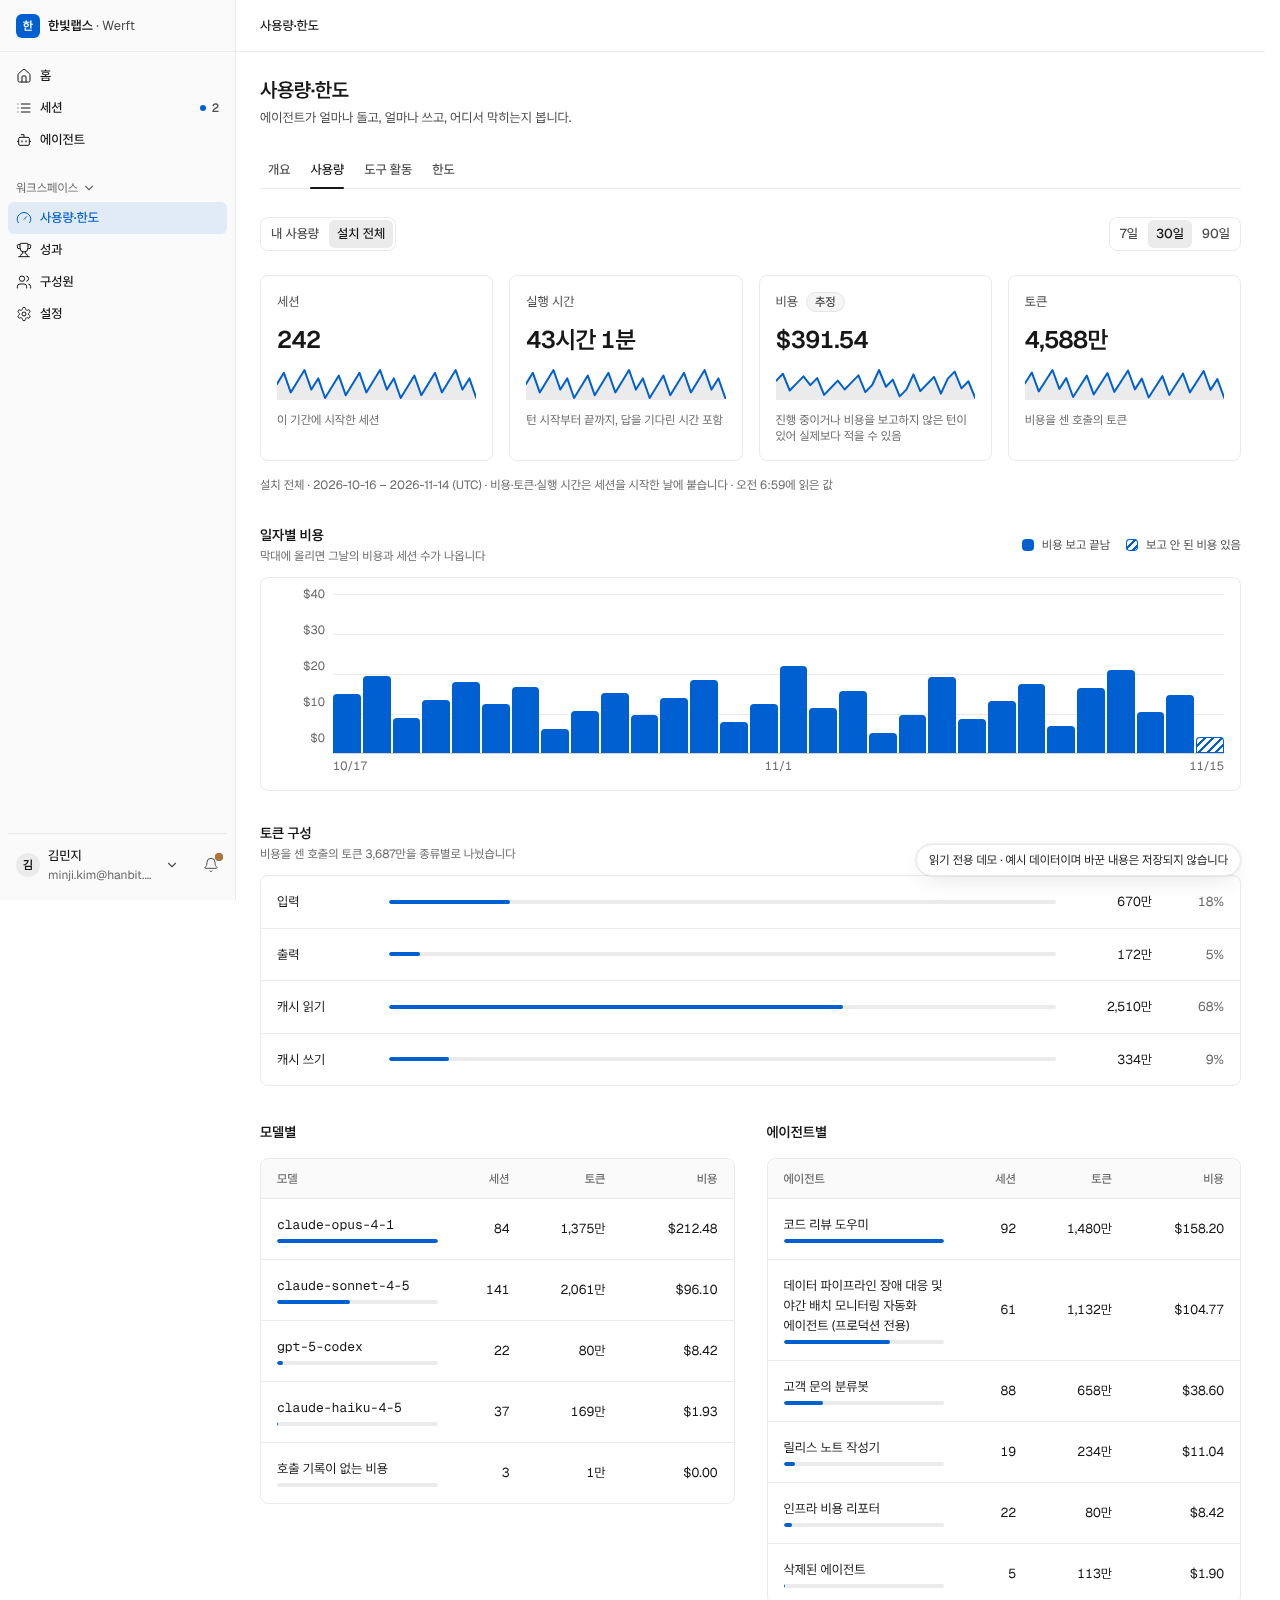 한 한빛랩스 · Werft
홈
세션 2
에이전트
워크스페이스
사용량·한도
성과
구성원
설정
김 김민지
minji.kim@hanbit....
사용량·한도
사용량·한도
에이전트가 얼마나 돌고, 얼마나 쓰고, 어디서 막히는지 봅니다.
개요 사용량 도구 활동 한도
내 사용량 설치 전체 7일 30일 90일
세션
242
이 기간에 시작한 세션
실행 시간
43시간 1분
턴 시작부터 끝까지, 답을 기다린 시간 포함
비용 추정
$391.54
진행 중이거나 비용을 보고하지 않은 턴이
있어 실제보다 적을 수 있음
토큰
4,588만
비용을 센 호출의 토큰
설치 전체 · 2026-10-16 – 2026-11-14 (UTC) · 비용·토큰·실행 시간은 세션을 시작한 날에 붙습니다 · 오전 6:59에 읽은 값
일자별 비용
막대에 올리면 그날의 비용과 세션 수가 나옵니다
비용 보고 끝남 보고 안 된 비용 있음
$40
$30
$20
$10
$0
10/17 11/1 11/15
토큰 구성
비용을 센 호출의 토큰 3,687만을 종류별로 나눴습니다
읽기 전용 데모 · 예시 데이터이며 바꾼 내용은 저장되지 않습니다
입력 670만 18%
출력 172만 5%
캐시 읽기 2,510만 68%
캐시 쓰기 334만 9%
모델별
모델 세션 토큰 비용
claude-opus-4-1 84 1,375만 $212.48
claude-sonnet-4-5 141 2,061만 $96.10
gpt-5-codex 22 80만 $8.42
claude-haiku-4-5 37 169만 $1.93
호출 기록이 없는 비용 3 1만 $0.00
에이전트별
에이전트 세션 토큰 비용
코드 리뷰 도우미 92 1,480만 $158.20
데이터 파이프라인 장애 대응 및
야간 배치 모니터링 자동화
에이전트 (프로덕션 전용) 61 1,132만 $104.77
고객 문의 분류봇 88 658만 $38.60
릴리스 노트 작성기 19 234만 $11.04
인프라 비용 리포터 22 80만 $8.42
삭제된 에이전트 5 113만 $1.90